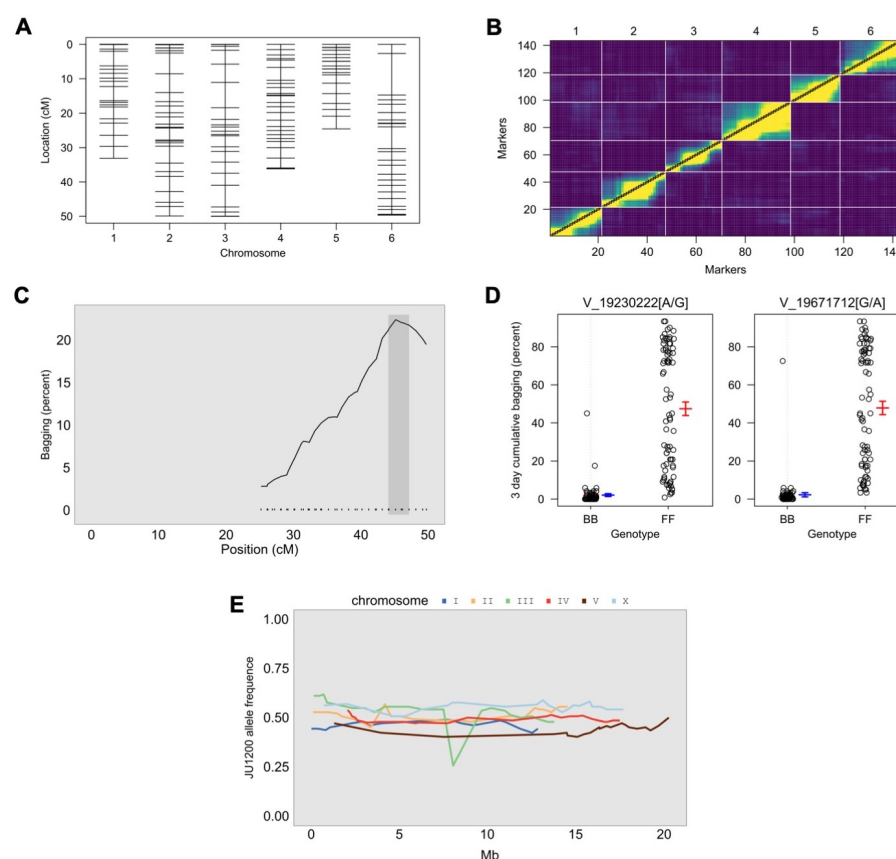 A
0
10
20
30
40
50
Location (cM)
1 2 3 4 5 6
Chromosome
B
1 2 3 4 5 6
140
120
100
80
60
40
20
Markers
20 40 60 80 100 120
Markers
C
20
15
10
5
0
Bagging (percent)
0 10 20 30 40 50
Position (cM)
D
V_19230222[A/G]
V_19671712[G/A]
3 day cumulative bagging (percent)
80
60
40
20
0
BB FF
Genotype
80
60
40
20
0
BB FF
Genotype
E
chromosome I II III IV V X
1.00
0.75
0.50
0.25
0.00
JU1200 allele frequence
0 5 10 15 20
Mb